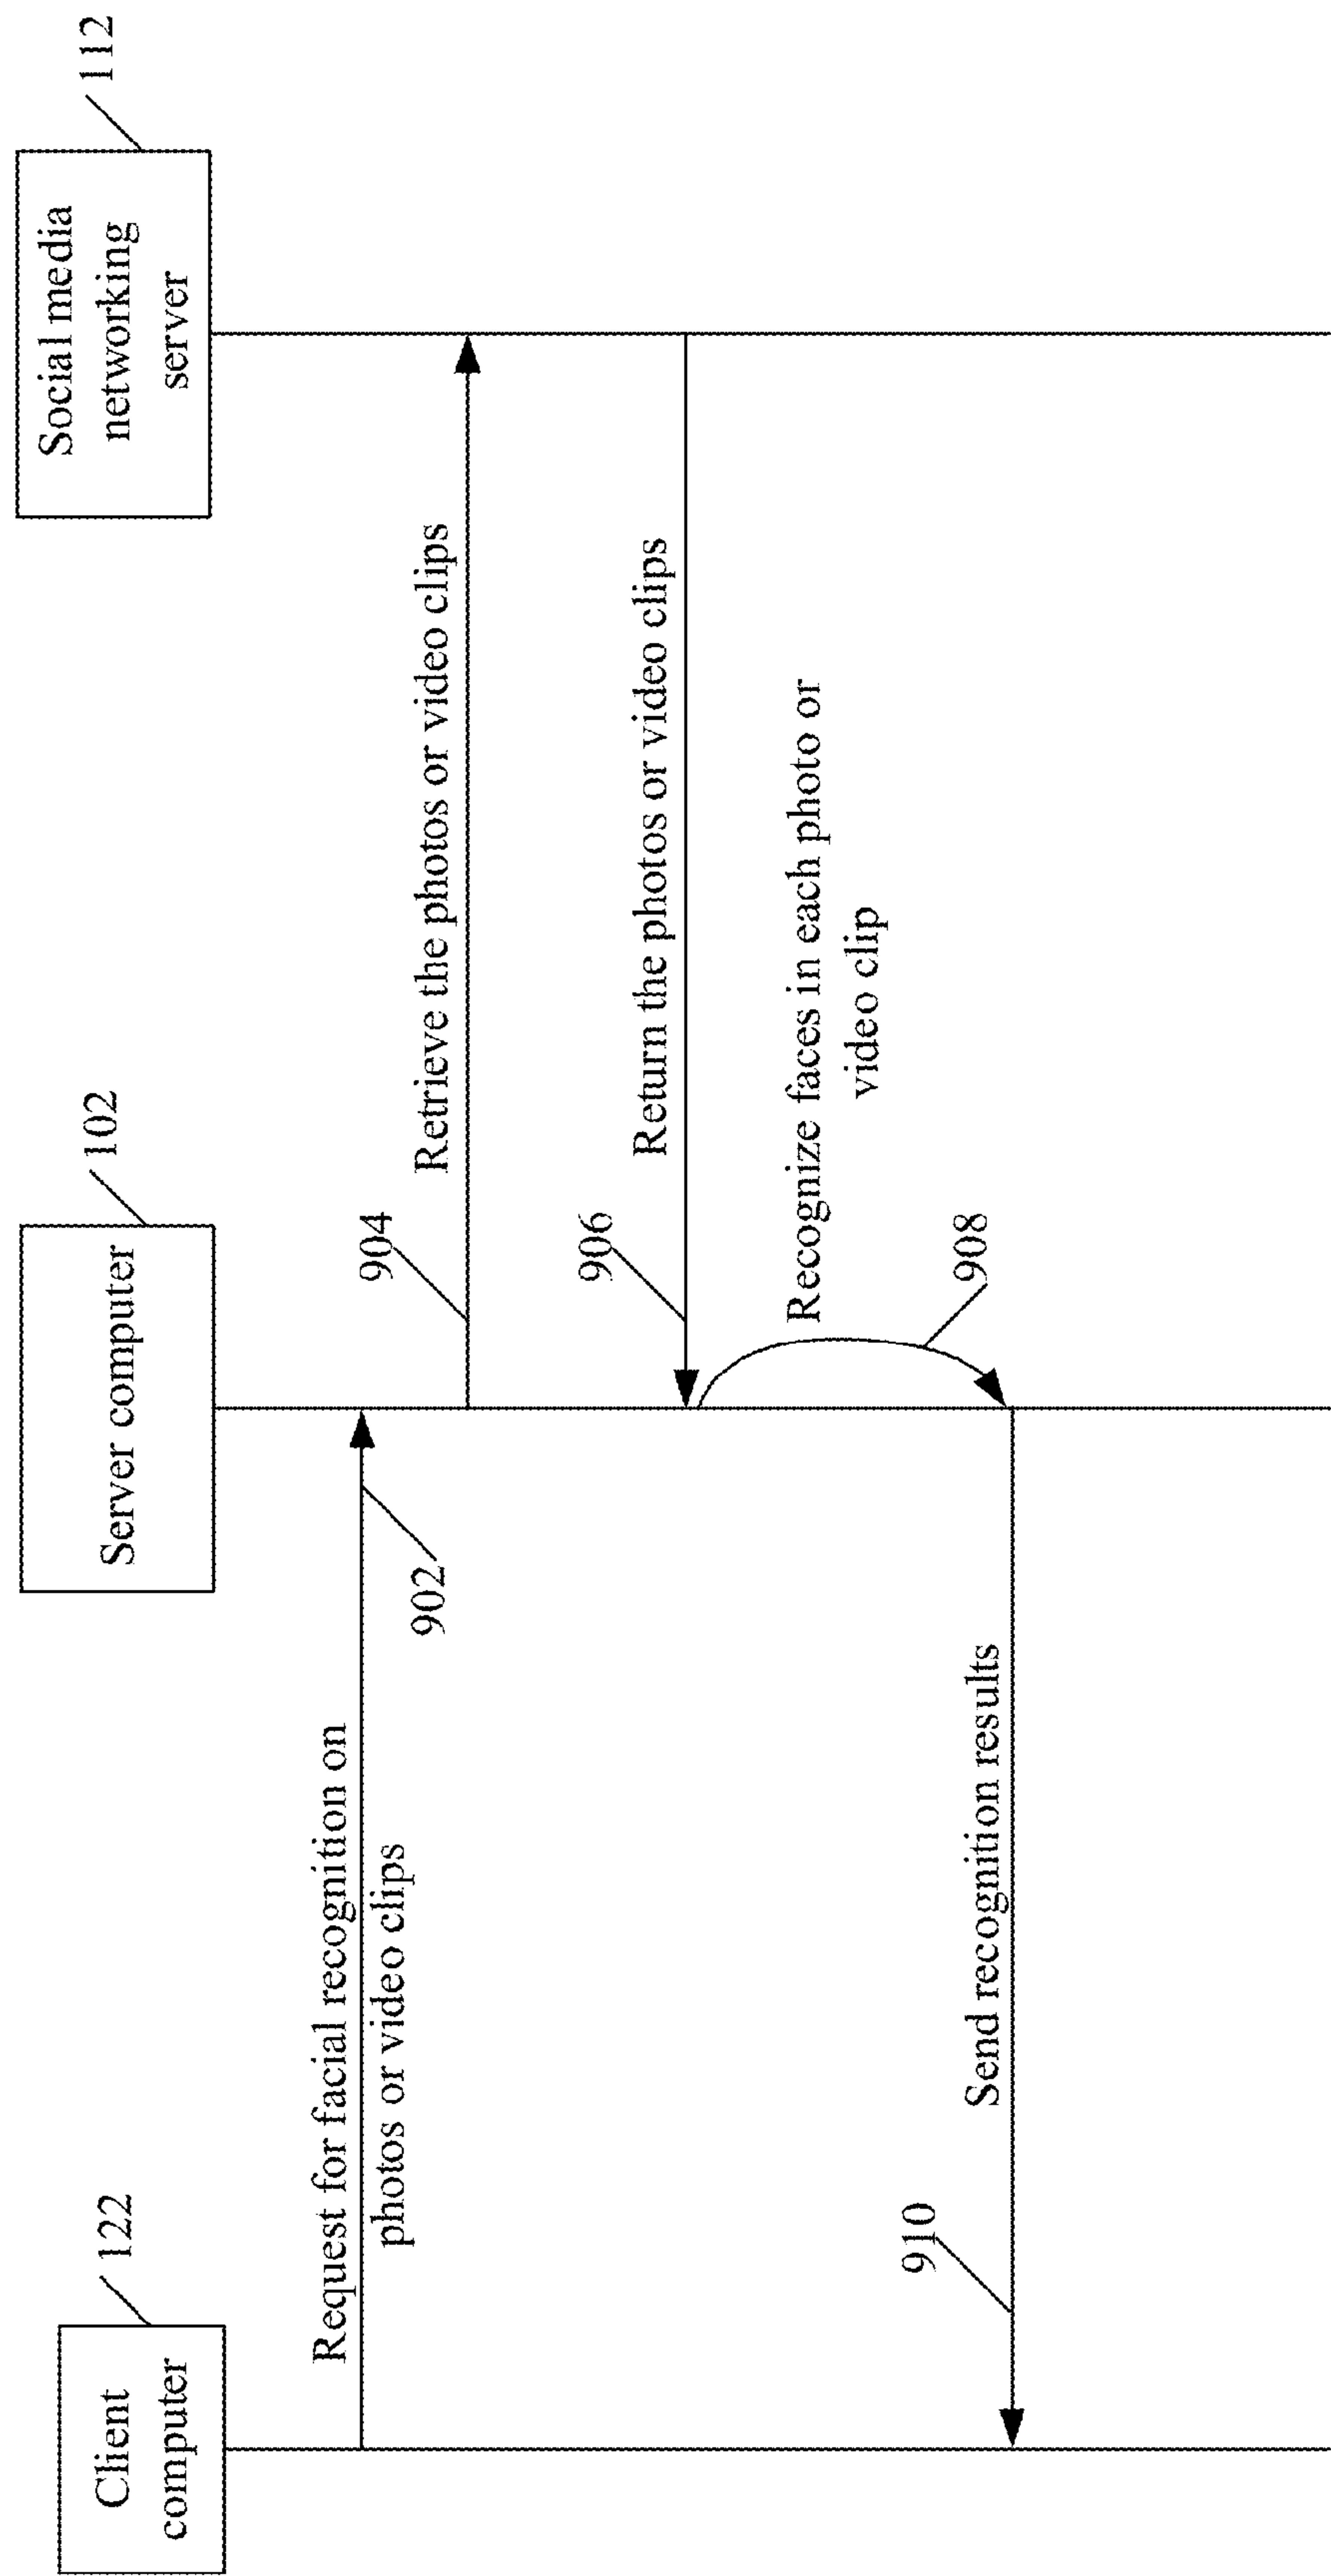 Client
computer
122
Server computer
102
Social media
networking
server
112
Request for facial recognition on
photos or video clips
902
904
Retrieve the photos or video clips
906
Return the photos or video clips
Recognize faces in each photo or
video clip
908
910
Send recognition results